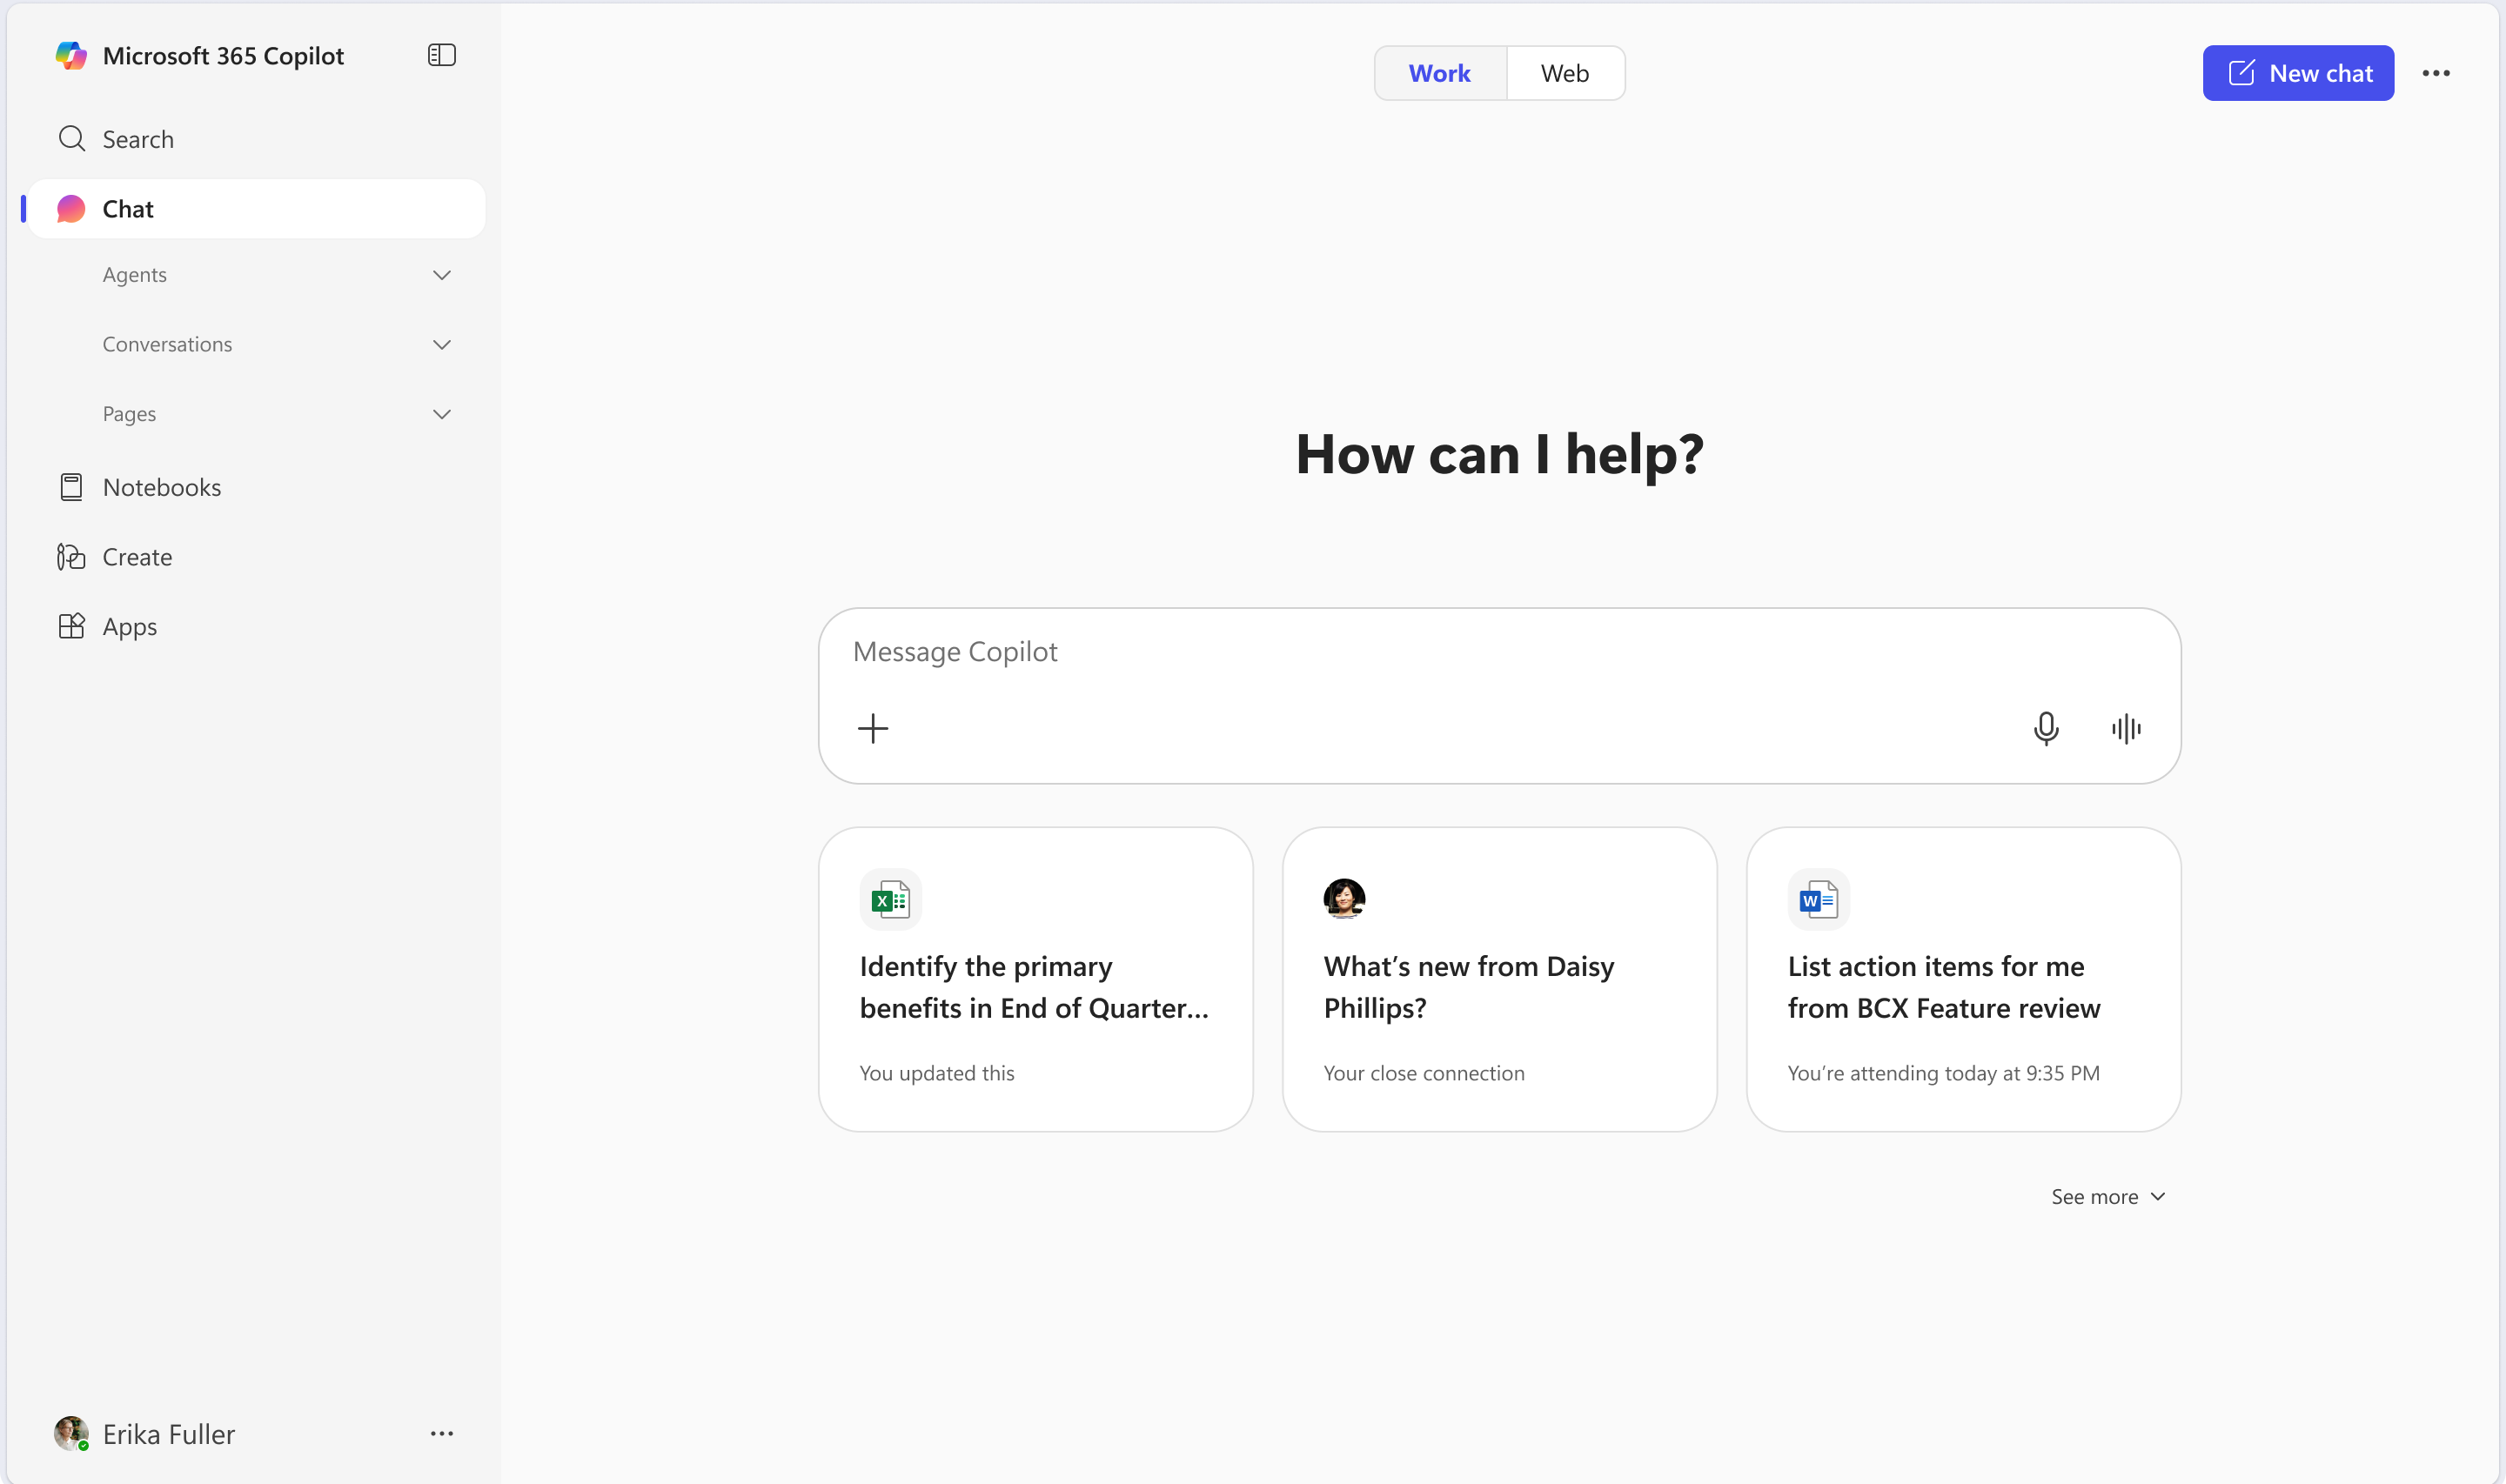 Microsoft 365 Copilot
Search
Chat
Agents
Conversations
Pages
Notebooks
Create
Apps
Erika Fuller
Work
Web
New chat
How can I help?
Message Copilot
Identify the primary
benefits in End of Quarter...
You updated this
What’s new from Daisy
Phillips?
Your close connection
List action items for me
from BCX Feature review
You’re attending today at 9:35 PM
See more